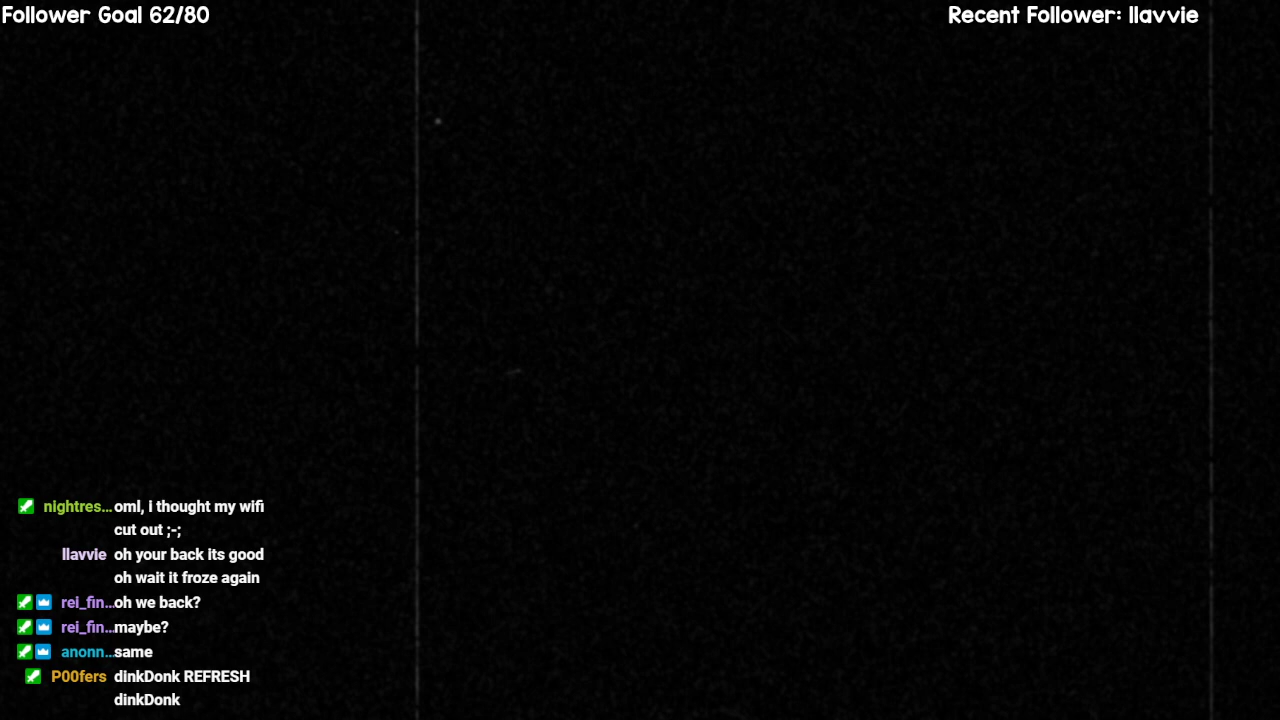 Follower Goal 62/80
Recent Follower: llavvie
nightres... oml, i thought my wifi
cut out ;-;
llavvie oh your back its good
oh wait it froze again
rei_fin... oh we back?
rei_fin... maybe?
anonn... same
P00fers dinkDonk REFRESH
dinkDonk